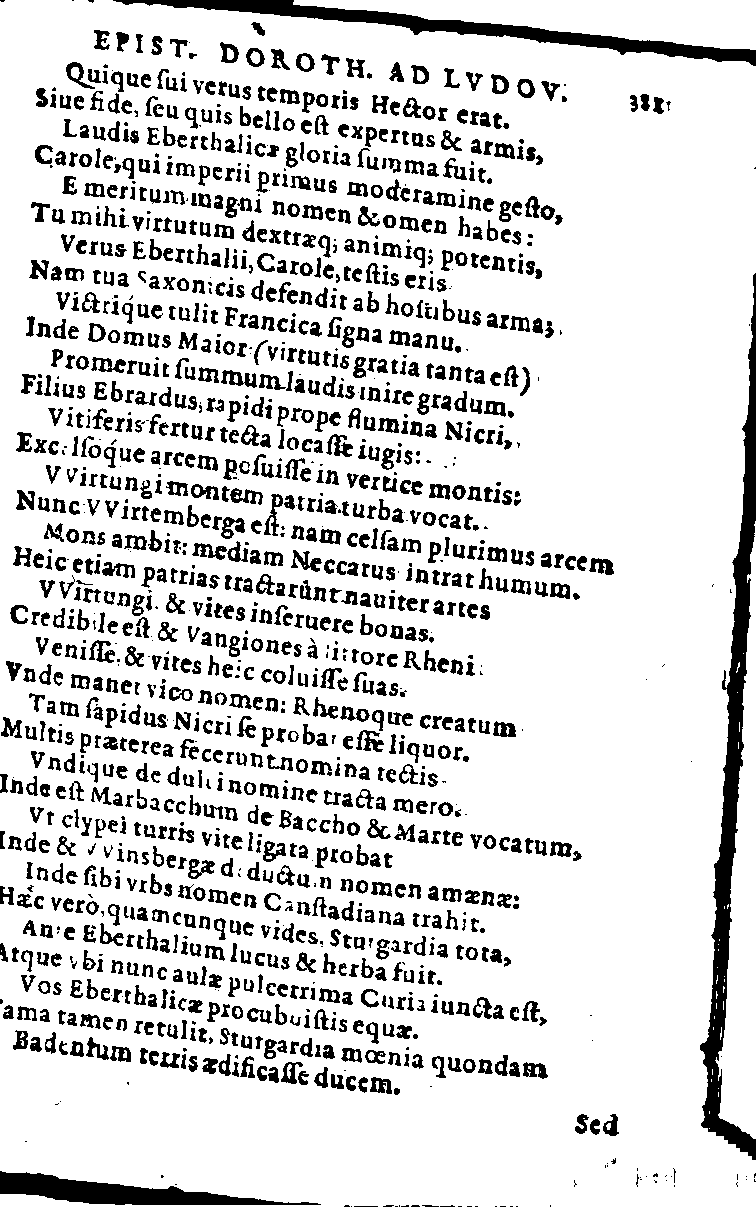 EPIST. DOROTH. AD LVDOV. 381
Quique ſui verus temporis Hector erat.
Siue fide, ſeu quis bello eſt expertus & armis,
Laudis Eberthalicæ gloria ſumma fuit.
Carole, qui imperii primus moderamine geſto,
Emeritum magni nomen & omen habes:
Tu mihi virtutum dextræq; animiq; potentis,
Verus Eberthalii, Carole, teſtis eris
Nam tua Saxonicis defendit ab hoſtibus arma;
Victrique tulit Francica ſigna manu.
Inde Domus Maior (virtutis gratia tanta eſt)
Promeruit ſummum laudis inire gradum.
Filius Ebrardus, rapidi prope flumina Nicri,
Vitiferis fertur tecta locaſſe iugis:
Excelſoque arcem poſuiſſe in vertice montis:
VVirtungi montem patria turba vocat.
Nunc VVirtemberga eſt: nam celſam plurimus arcem
Mons ambit: mediam Neccarus intrat humum.
Heic etiam patrias tractarûnt nauiter artes
VVirtungi, & vites inſeruere bonas.
Credibile eſt & Vangiones à littore Rheni
Veniſſe, & vites heic coluiſſe ſuas.
Vnde manet vico nomen: Rhenoque creatum
Tam ſapidus Nicri ſe probat eſſe liquor.
Multis præterea fecerunt nomina tectis
Vndique de dulci nomine tracta mero.
Inde eſt Marbacchum de Baccho & Marte vocatum,
Vt clypei turris vite ligata probat
Inde & VVinsbergæ deductum nomen amænæ:
Inde ſibi vrbs nomen Canſtadiana trahit.
Hæc verò, quamcunque vides, Sturgardia tota,
Ante Eberthalium lucus & herba fuit.
Atque vbi nunc aulæ pulcerrima Curia iuncta eſt,
Vos Eberthalicæ procubuiſtis equæ.
Fama tamen retulit, Sturgardia mœnia quondam
Badentum terris ædificaſſe ducem.
Sed